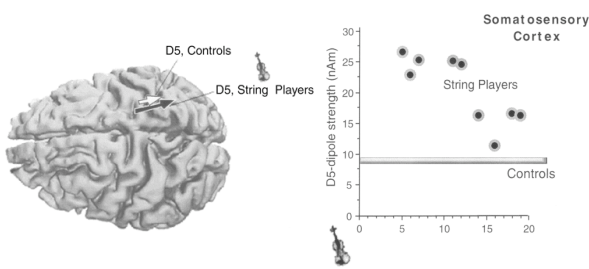 D5, Controls
D5, String Players
Somatosensory
Cortex
D5-dipole strength (nAm)
30
25
20
15
10
5
0
String Players
Controls
0
5
10
15
20